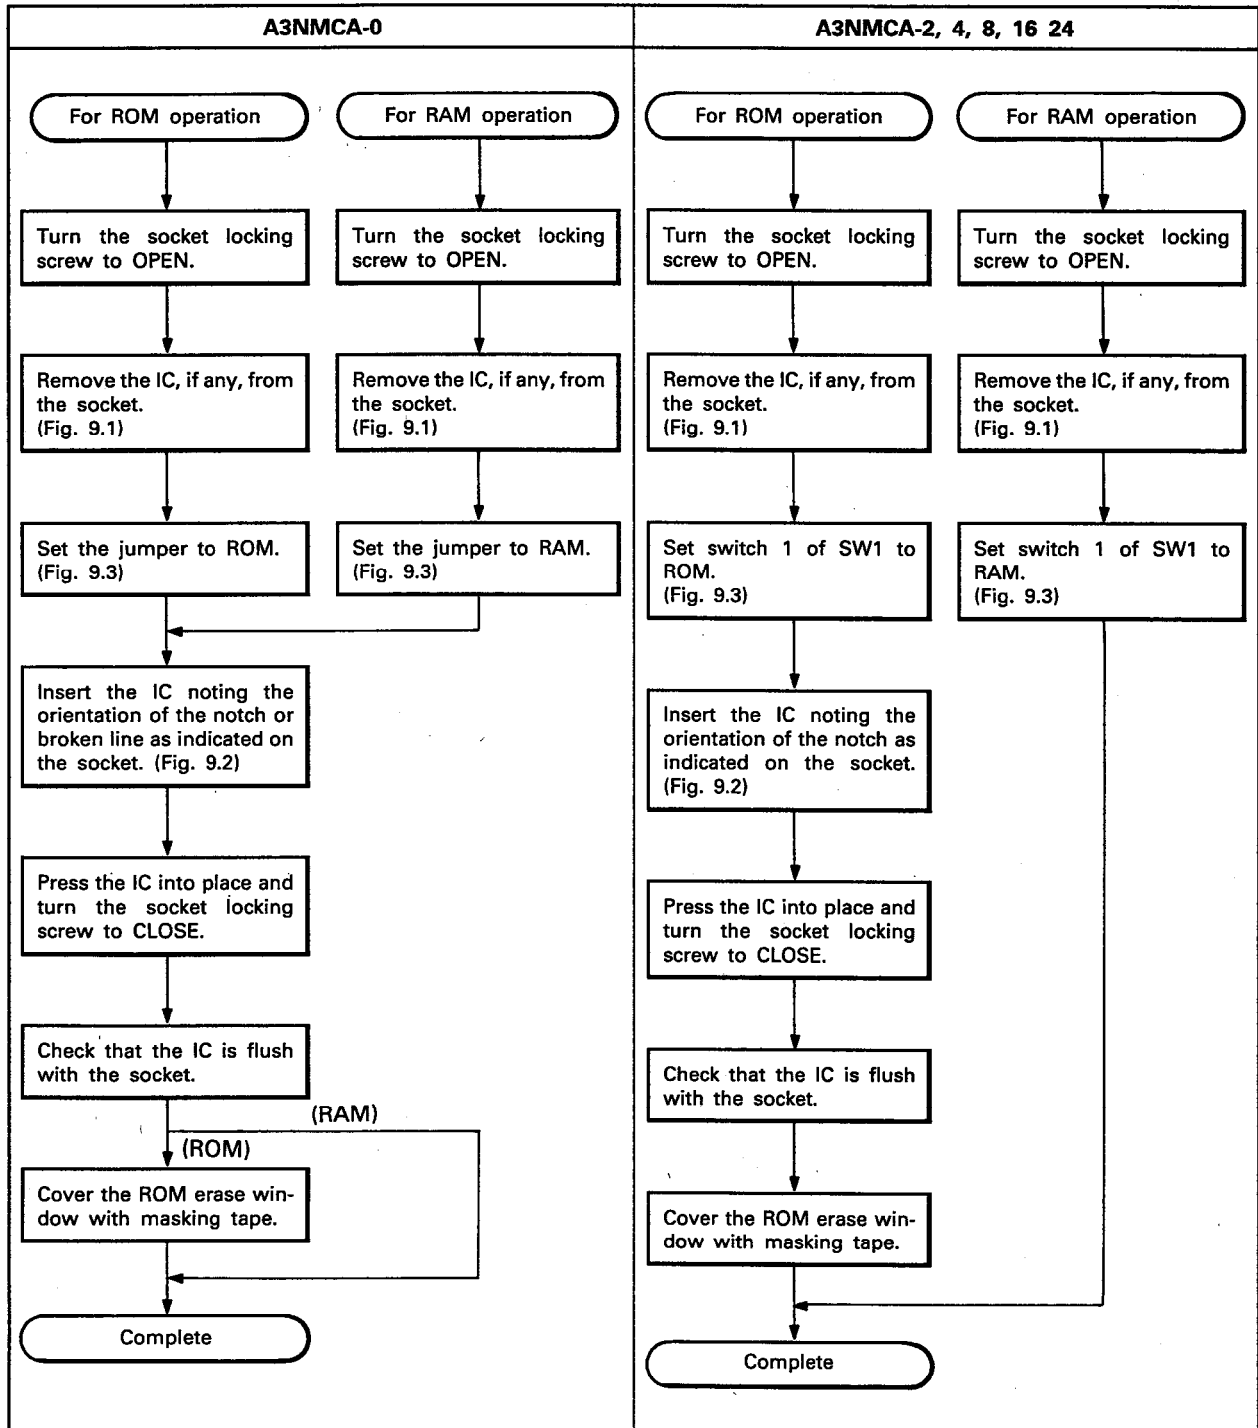 A3NMCA-0
For ROM operation
Turn the socket locking
screw to OPEN.
Remove the IC, if any, from
the socket.
(Fig. 9.1)
Set the jumper to ROM.
(Fig. 9.3)
For RAM operation
Turn the socket locking
screw to OPEN.
Remove the IC, if any, from
the socket.
(Fig. 9.1)
Set the jumper to RAM.
(Fig. 9.3)
Insert the IC noting the
orientation of the notch or
broken line as indicated on
the socket. (Fig. 9.2)
Press the IC into place and
turn the socket locking
screw to CLOSE.
Check that the IC is flush
with the socket.
(RAM)
(ROM)
Cover the ROM erase win-
dow with masking tape.
Complete
A3NMCA-2, 4, 8, 16 24
For ROM operation
Turn the socket locking
screw to OPEN.
Remove the IC, if any, from
the socket.
(Fig. 9.1)
Set switch 1 of SW1 to
ROM.
(Fig. 9.3)
Insert the IC noting the
orientation of the notch as
indicated on the socket.
(Fig. 9.2)
Press the IC into place and
turn the socket locking
screw to CLOSE.
Check that the IC is flush
with the socket.
Cover the ROM erase win-
dow with masking tape.
For RAM operation
Turn the socket locking
screw to OPEN.
Remove the IC, if any, from
the socket.
(Fig. 9.1)
Set switch 1 of SW1 to
RAM.
(Fig. 9.3)
Complete